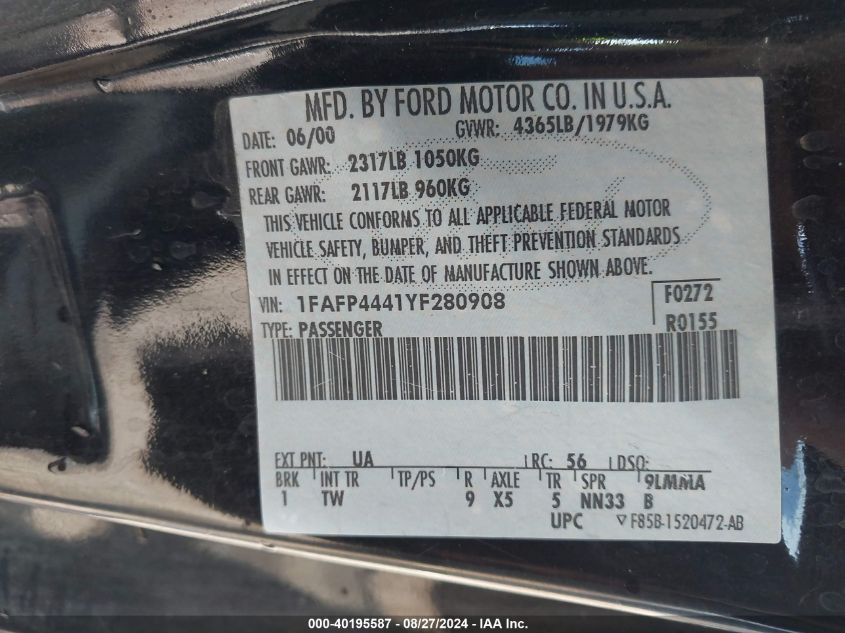 MFD. BY FORD MOTOR CO. IN U.S.A.
DATE: 06/00 GVWR: 4365LB/1979KG
FRONT GAWR: 2317LB 1050KG
REAR GAWR: 2117LB 960KG
THIS VEHICLE CONFORMS TO ALL APPLICABLE FEDERAL MOTOR
VEHICLE SAFETY, BUMPER, AND THEFT PREVENTION STANDARDS
IN EFFECT ON THE DATE OF MANUFACTURE SHOWN ABOVE.
VIN: 1FAFP4441YF280908 F0272
TYPE: PASSENGER R0155
EXT PNT: UA RC: 56 DSO:
BRK INT TR TP/PS R AXLE TR SPR 9LMMA
1 TW 9 X5 5 NN33 B
UPC F85B-1520472-AB
000-40195587 - 08/27/2024 - IAA Inc.